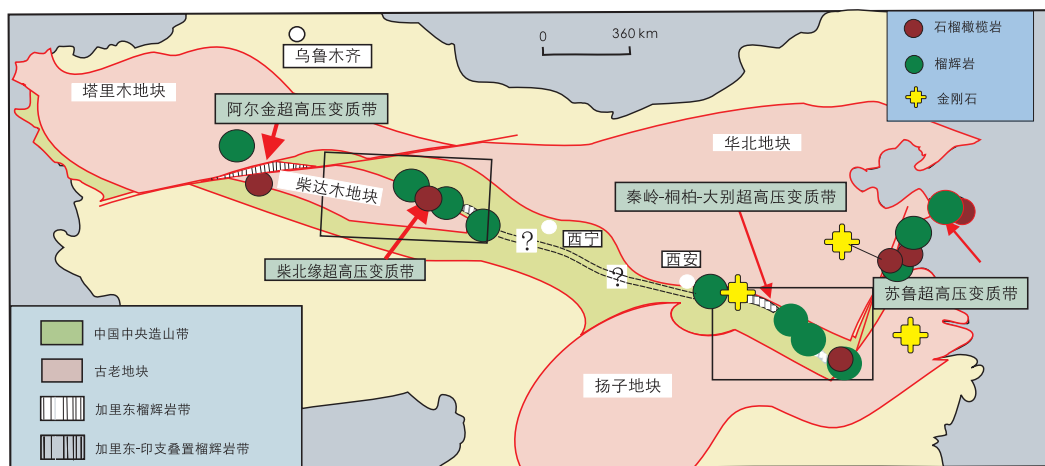 乌鲁木齐
0 360 km
石榴橄榄岩
榴辉岩
金刚石
塔里木地块
阿尔金超高压变质带
华北地块
柴达木地块
秦岭-桐柏-大别超高压变质带
?
西宁
西安
柴北缘超高压变质带
?
苏鲁超高压变质带
扬子地块
中国中央造山带
古老地块
加里东榴辉岩带
加里东-印支叠置榴辉岩带